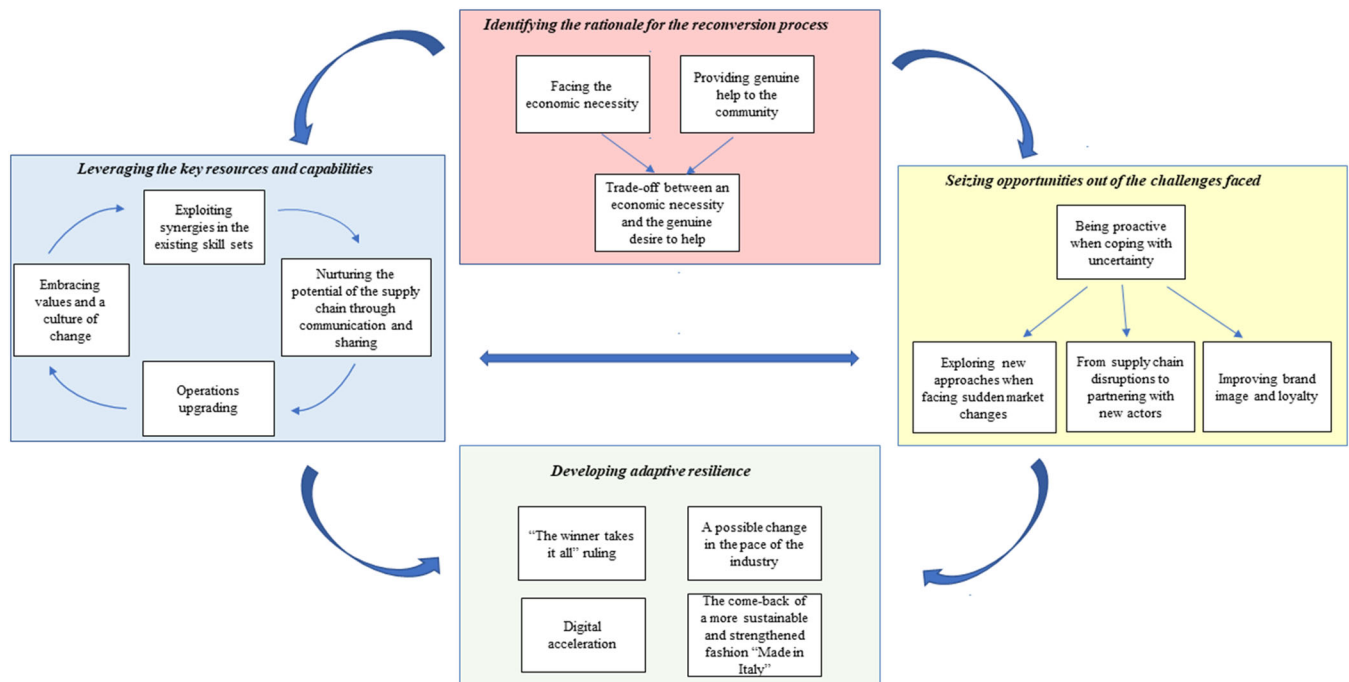 Identifying the rationale for the reconversion process
Facing the
economic necessity
Providing genuine
help to the
community
Trade-off between an
economic necessity
and the genuine
desire to help
Leveraging the key resources and capabilities
Exploiting
synergies in the
existing skill sets
Embracing
values and a
culture of
change
Nurturing the
potential of the supply
chain through
communication and
sharing
Operations
upgrading
Seizing opportunities out of the challenges faced
Being proactive
when coping with
uncertainty
Exploring new
approaches when
facing sudden market
changes
From supply chain
disruptions to
partnering with
new actors
Improving brand
image and loyalty
Developing adaptive resilience
“The winner takes
it all” ruling
A possible change
in the pace of the
industry
Digital
acceleration
The come-back of
a more sustainable
and strengthened
fashion “Made in
Italy”